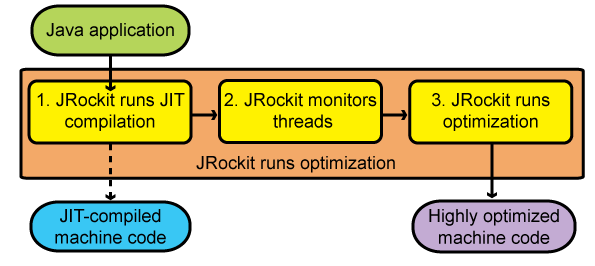 Java application
1. JRockit runs JIT
compilation
2. JRockit monitors
threads
3. JRockit runs
optimization
JRockit runs optimization
JIT-compiled
machine code
Highly optimized
machine code